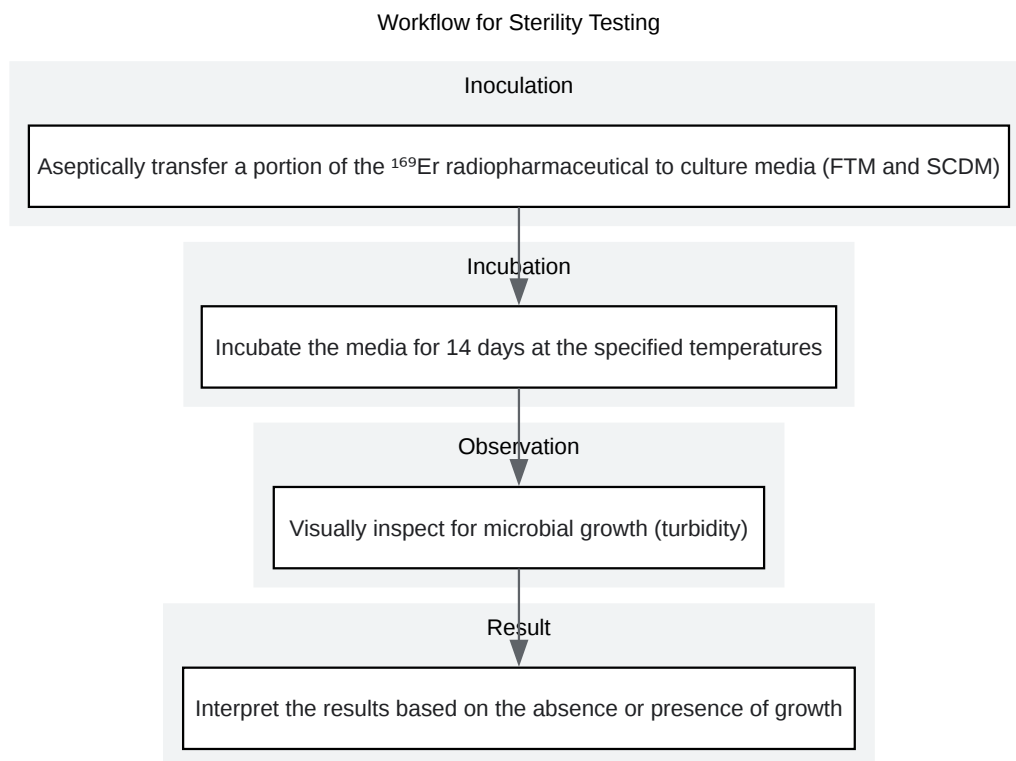 Workflow for Sterility Testing
Inoculation
Aseptically transfer a portion of the ¹⁶⁹Er radiopharmaceutical to culture media (FTM and SCDM)
Incubation
Incubate the media for 14 days at the specified temperatures
Observation
Visually inspect for microbial growth (turbidity)
Result
Interpret the results based on the absence or presence of growth